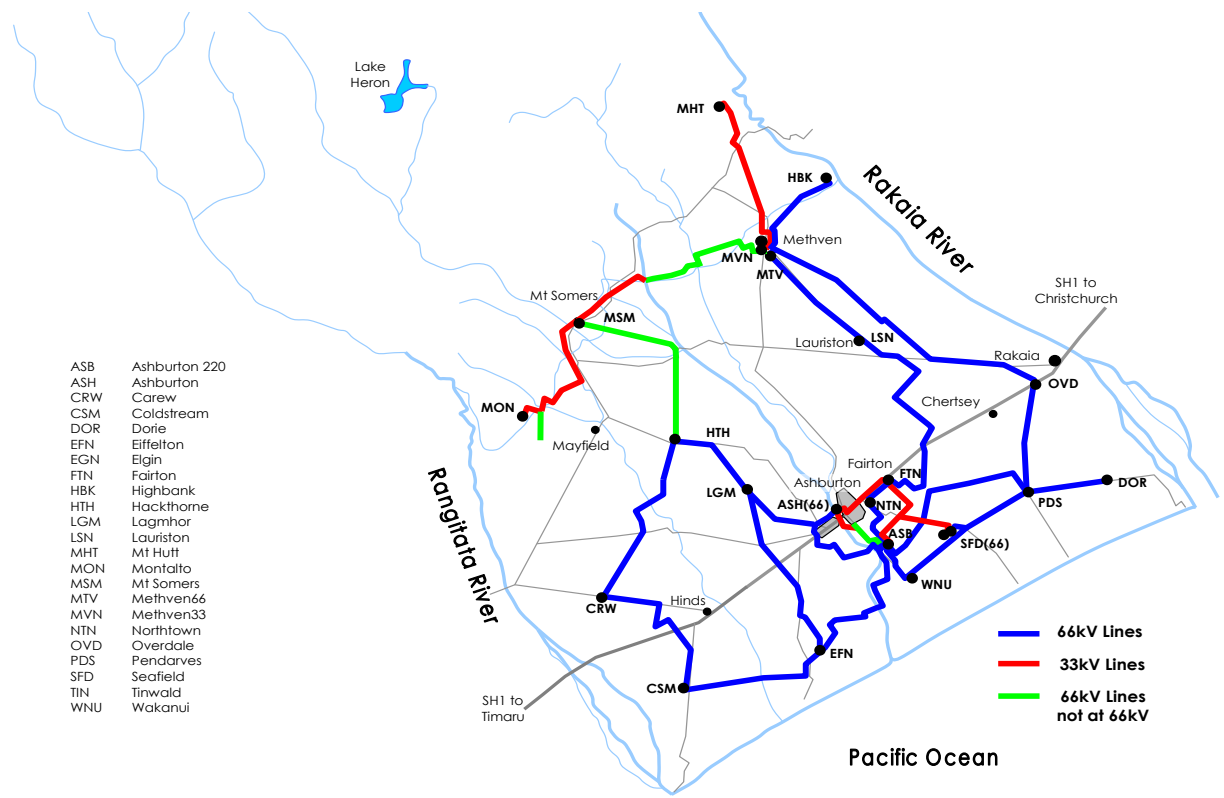 Lake
Heron
MHT
HBK
Rakaia River
Methven
MVN
MTV
SH1 to
Christchurch
Mt Somers
MSM
Lauriston
LSN
Rakaia
OVD
Chertsey
MON
Mayfield
HTH
Fairton
FTN
Ashburton
LGM
ASH(66)
NTN
PDS
DOR
ASB
SFD(66)
WNU
Rangitata River
CRW
Hinds
EFN
CSM
SH1 to
Timaru
Pacific Ocean
ASB Ashburton 220
ASH Ashburton
CRW Carew
CSM Coldstream
DOR Dorie
EFN Eiffelton
EGN Elgin
FTN Fairton
HBK Highbank
HTH Hackthorne
LGM Lagmhor
LSN Lauriston
MHT Mt Hutt
MON Montalto
MSM Mt Somers
MTV Methven66
MVN Methven33
NTN Northtown
OVD Overdale
PDS Pendarves
SFD Seafield
TIN Tinwald
WNU Wakanui
66kV Lines
33kV Lines
66kV Lines
not at 66kV